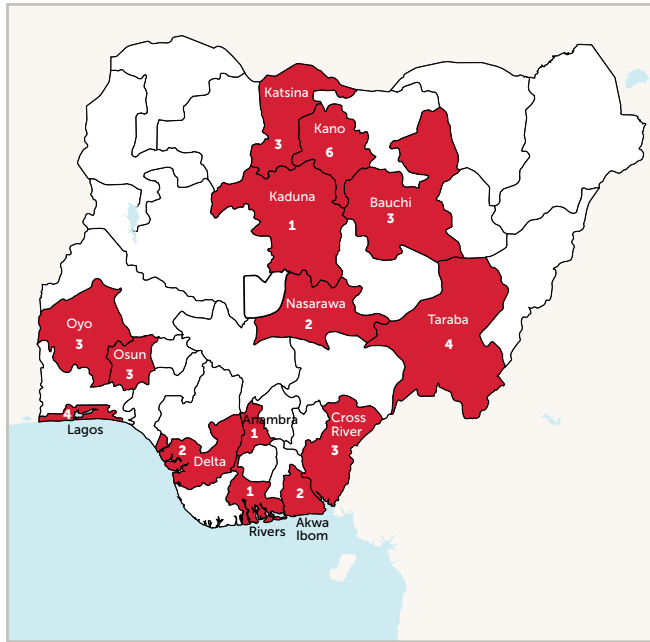 Katsina
3
Kano
6
Kaduna
1
Bauchi
3
Nasarawa
2
Taraba
4
Oyo
3
Osun
3
4
Lagos
Anambra
1
Cross
River
3
2
Delta
1
Rivers
2
Akwa
Ibom